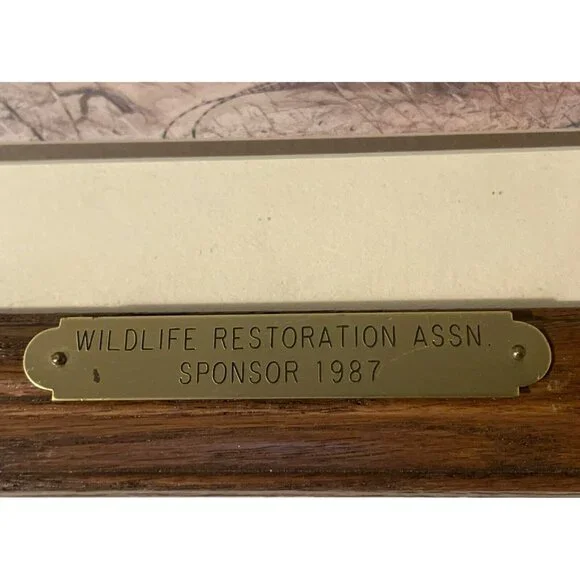 WILDLIFE RESTORATION ASSN.
SPONSOR 1987